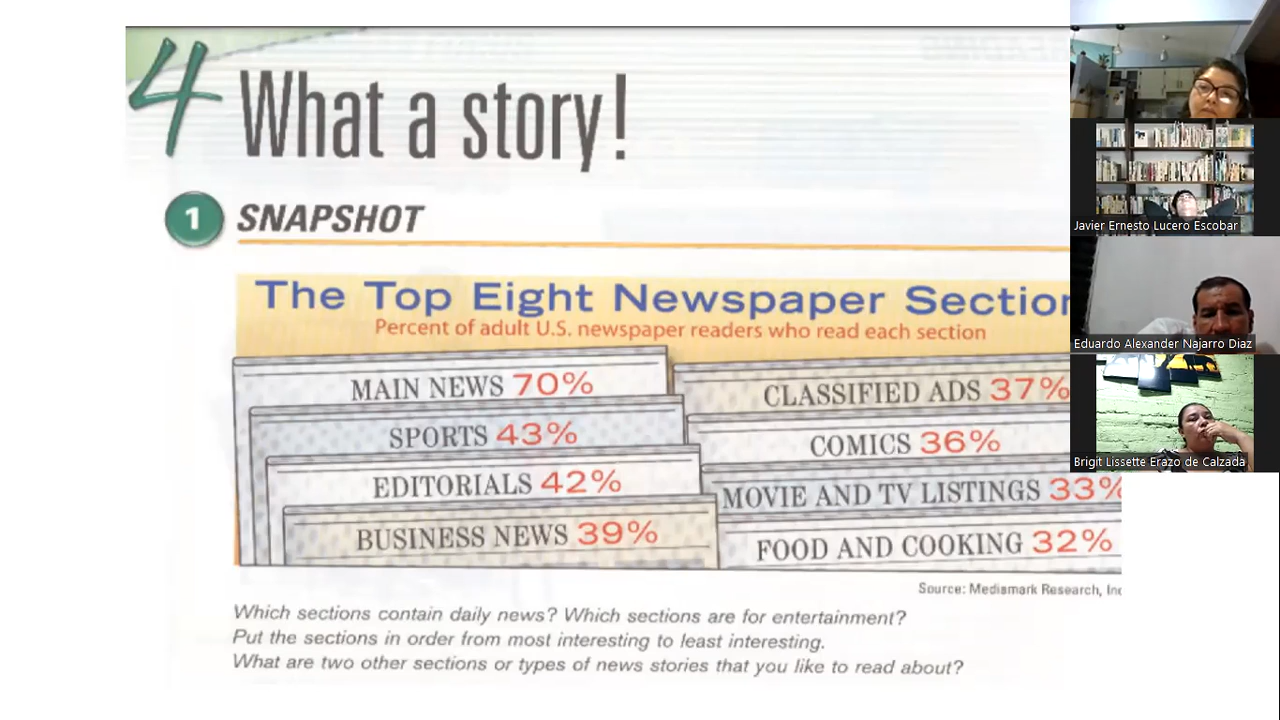 4 What a story!
1 SNAPSHOT
The Top Eight Newspaper
Percent of adult U.S. newspaper readers who read each section
MAIN NEWS 70%
SPORTS 43%
EDITORIALS 42%
BUSINESS NEWS 39%
CLASSIFIED ADS 37%
COMICS 36%
MOVIE AND TV LISTINGS 33%
FOOD AND COOKING 32%
Source: Mediamark Research,
Which sections contain daily news? Which sections are for entertainment?
Put the sections in order from most interesting to least interesting.
What are two other sections or types of news stories that you like to read about?
Javier Ernesto Lucero Escobar
Eduardo Alexander Najarro Diaz
Brigit Lissette Erazo de Calzada